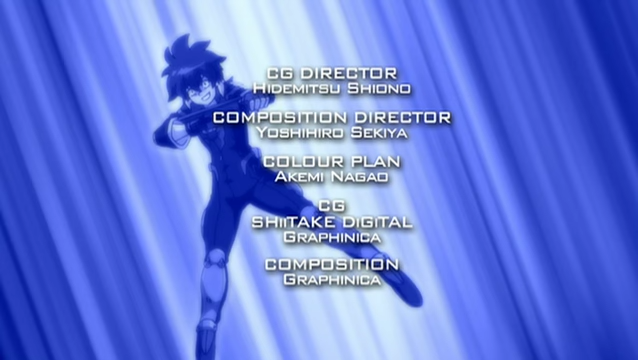 CG DIRECTOR
HIDEMITSU SHIONO
COMPOSITION DIRECTOR
YOSHIHIRO SEKIYA
COLOUR PLAN
AKEMI NAGAO
CG
SHiiTAKE DiGiTAL
GRAPHINICA
COMPOSITION
GRAPHINICA